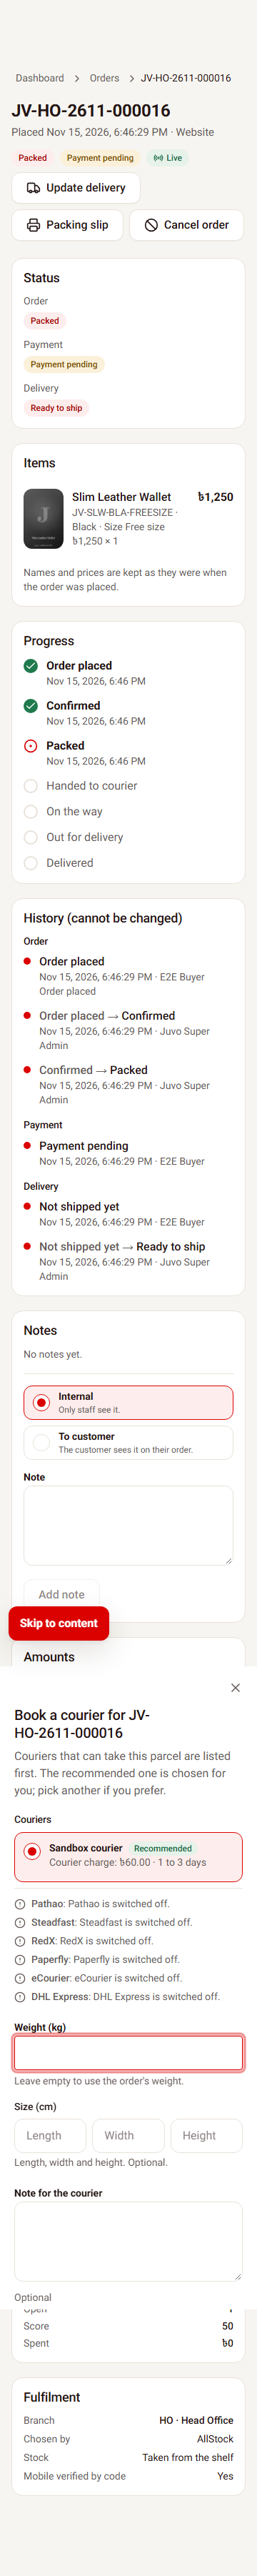 Dashboard > Orders > JV-HO-2611-000016
JV-HO-2611-000016
Placed Nov 15, 2026, 6:46:29 PM · Website
Packed Payment pending Live
Update delivery
Packing slip Cancel order
Status
Order
Packed
Payment
Payment pending
Delivery
Ready to ship
Items
Slim Leather Wallet ৳1,250
JV-SLW-BLA-FREESIZE ·
Black · Size Free size
৳1,250 × 1
Names and prices are kept as they were when
the order was placed.
Progress
Order placed
Nov 15, 2026, 6:46 PM
Confirmed
Nov 15, 2026, 6:46 PM
Packed
Nov 15, 2026, 6:46 PM
Handed to courier
On the way
Out for delivery
Delivered
History (cannot be changed)
Order
Order placed
Nov 15, 2026, 6:46:29 PM · E2E Buyer
Order placed
Order placed → Confirmed
Nov 15, 2026, 6:46:29 PM · Juvo Super
Admin
Confirmed → Packed
Nov 15, 2026, 6:46:29 PM · Juvo Super
Admin
Payment
Payment pending
Nov 15, 2026, 6:46:29 PM · E2E Buyer
Delivery
Not shipped yet
Nov 15, 2026, 6:46:29 PM · E2E Buyer
Not shipped yet → Ready to ship
Nov 15, 2026, 6:46:29 PM · Juvo Super
Admin
Notes
No notes yet.
Internal
Only staff see it.
To customer
The customer sees it on their order.
Note
Add note
Skip to content
Amounts
Book a courier for JV-
HO-2611-000016
Couriers that can take this parcel are listed
first. The recommended one is chosen for
you; pick another if you prefer.
Couriers
Sandbox courier Recommended
Courier charge: ৳60.00 · 1 to 3 days
Pathao: Pathao is switched off.
Steadfast: Steadfast is switched off.
RedX: RedX is switched off.
Paperfly: Paperfly is switched off.
eCourier: eCourier is switched off.
DHL Express: DHL Express is switched off.
Weight (kg)
Leave empty to use the order's weight.
Size (cm)
Length Width Height
Length, width and height. Optional.
Note for the courier
Optional
Score 50
Spent ৳0
Fulfilment
Branch HO · Head Office
Chosen by AllStock
Stock Taken from the shelf
Mobile verified by code Yes